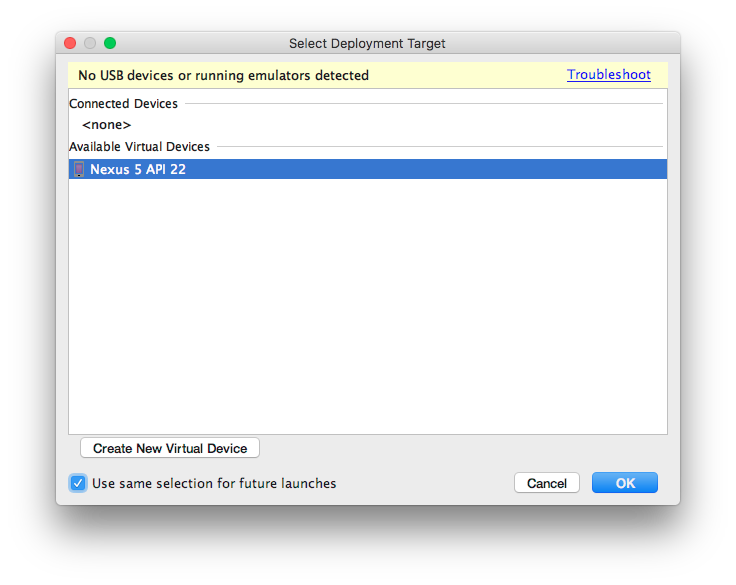 Select Deployment Target
No USB devices or running emulators detected Troubleshoot
Connected Devices
<none>
Available Virtual Devices
Nexus 5 API 22
Create New Virtual Device
Use same selection for future launches Cancel OK